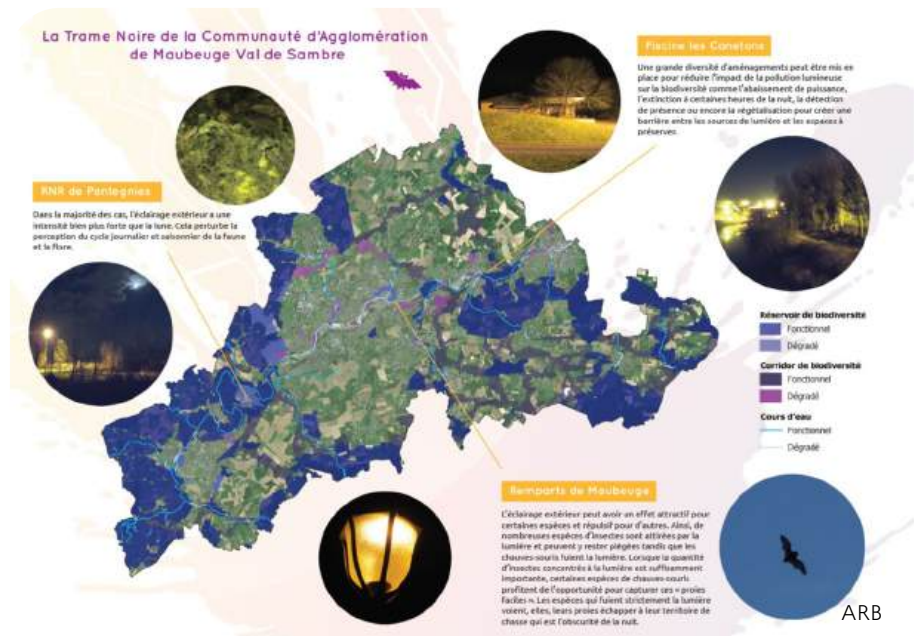 La Trame Noire de la Communauté d'Agglomération
de Maubeuge Val de Sambre
Piscine les Canetons
Une grande diversité d'aménagements peut être mis en
place pour réduire l'impact de la pollution lumineuse
sur la biodiversité comme l'abaissement de puissance,
l'extinction à certaines heures de la nuit, la détection
de présence ou encore la végétalisation pour créer une
barrière entre les sources de lumière et les espaces à
préserver.
RNR de Pantegnies
Dans la majorité des cas, l'éclairage extérieur a une
intensité bien plus forte que la lune. Cela perturbe la
perception du cycle journalier et saisonnier de la faune
et la flore.
Réservoir de biodiversité
Fonctionnel
Dégradé
Corridor de biodiversité
Fonctionnel
Dégradé
Cours d'eau
Fonctionnel
Dégradé
Remparts de Maubeuge
L'éclairage extérieur peut avoir un effet attractif pour
certaines espèces et répulsif pour d'autres. Ainsi, de
nombreuses espèces d'insectes sont attirées par la
lumière et peuvent y rester piégées tandis que les
chauves-souris fuient la lumière. Lorsque la quantité
d'insectes concentrés à la lumière est suffisamment
importante, certaines espèces de chauves-souris
profitent de l'opportunité pour capturer ces « proies
faciles ». Les espèces qui fuient strictement la lumière
voient, elles, leurs proies échapper à leur territoire de
chasse qui est l'obscurité de la nuit.
ARB